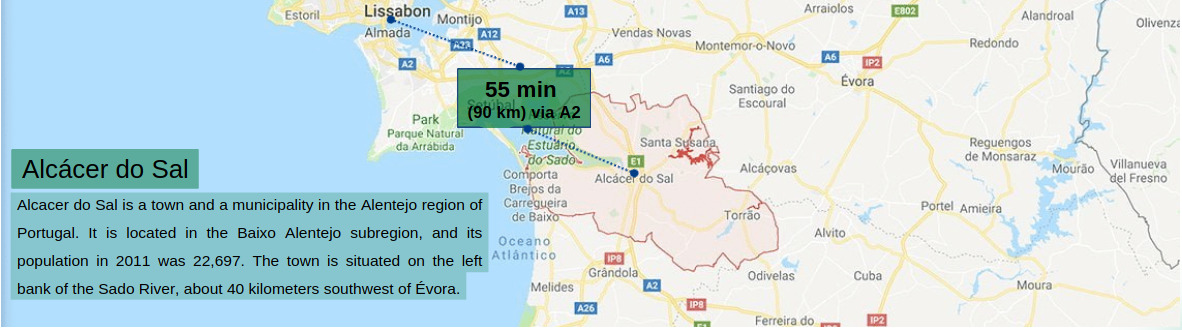 Estoril
Lissabon
Montijo
A13
Arraiolos
E802
Alandroal
Olivenza
Almada
A12
A23
Vendas Novas
Montemor-o-Novo
Redondo
A2
A6
A6
IP2
A2
Évora
55 min
Setúbal
(90 km) via A2
Santiago do
Escoural
Park
Parque Natural
da Arrábida
Natural do
Estuário
do Sado
Santa Susana
Reguengos
de Monsaraz
Alcácer do Sal
E1
Alcácer do Sal
Alcáçovas
Mourão
Villanueva
del Fresno
Comporta
Brejos da
Carregueira
de Baixo
Torrão
Portel
Amieira
Alcacer do Sal is a town and a municipality in the Alentejo region of
Portugal. It is located in the Baixo Alentejo subregion, and its
population in 2011 was 22,697. The town is situated on the left
bank of the Sado River, about 40 kilometers southwest of Évora.
Alvito
Oceano
Atlântico
IP8
Grândola
Odivelas
Cuba
Moura
Melides
A2
A26
IP8
E1
Ferreira do
IP2